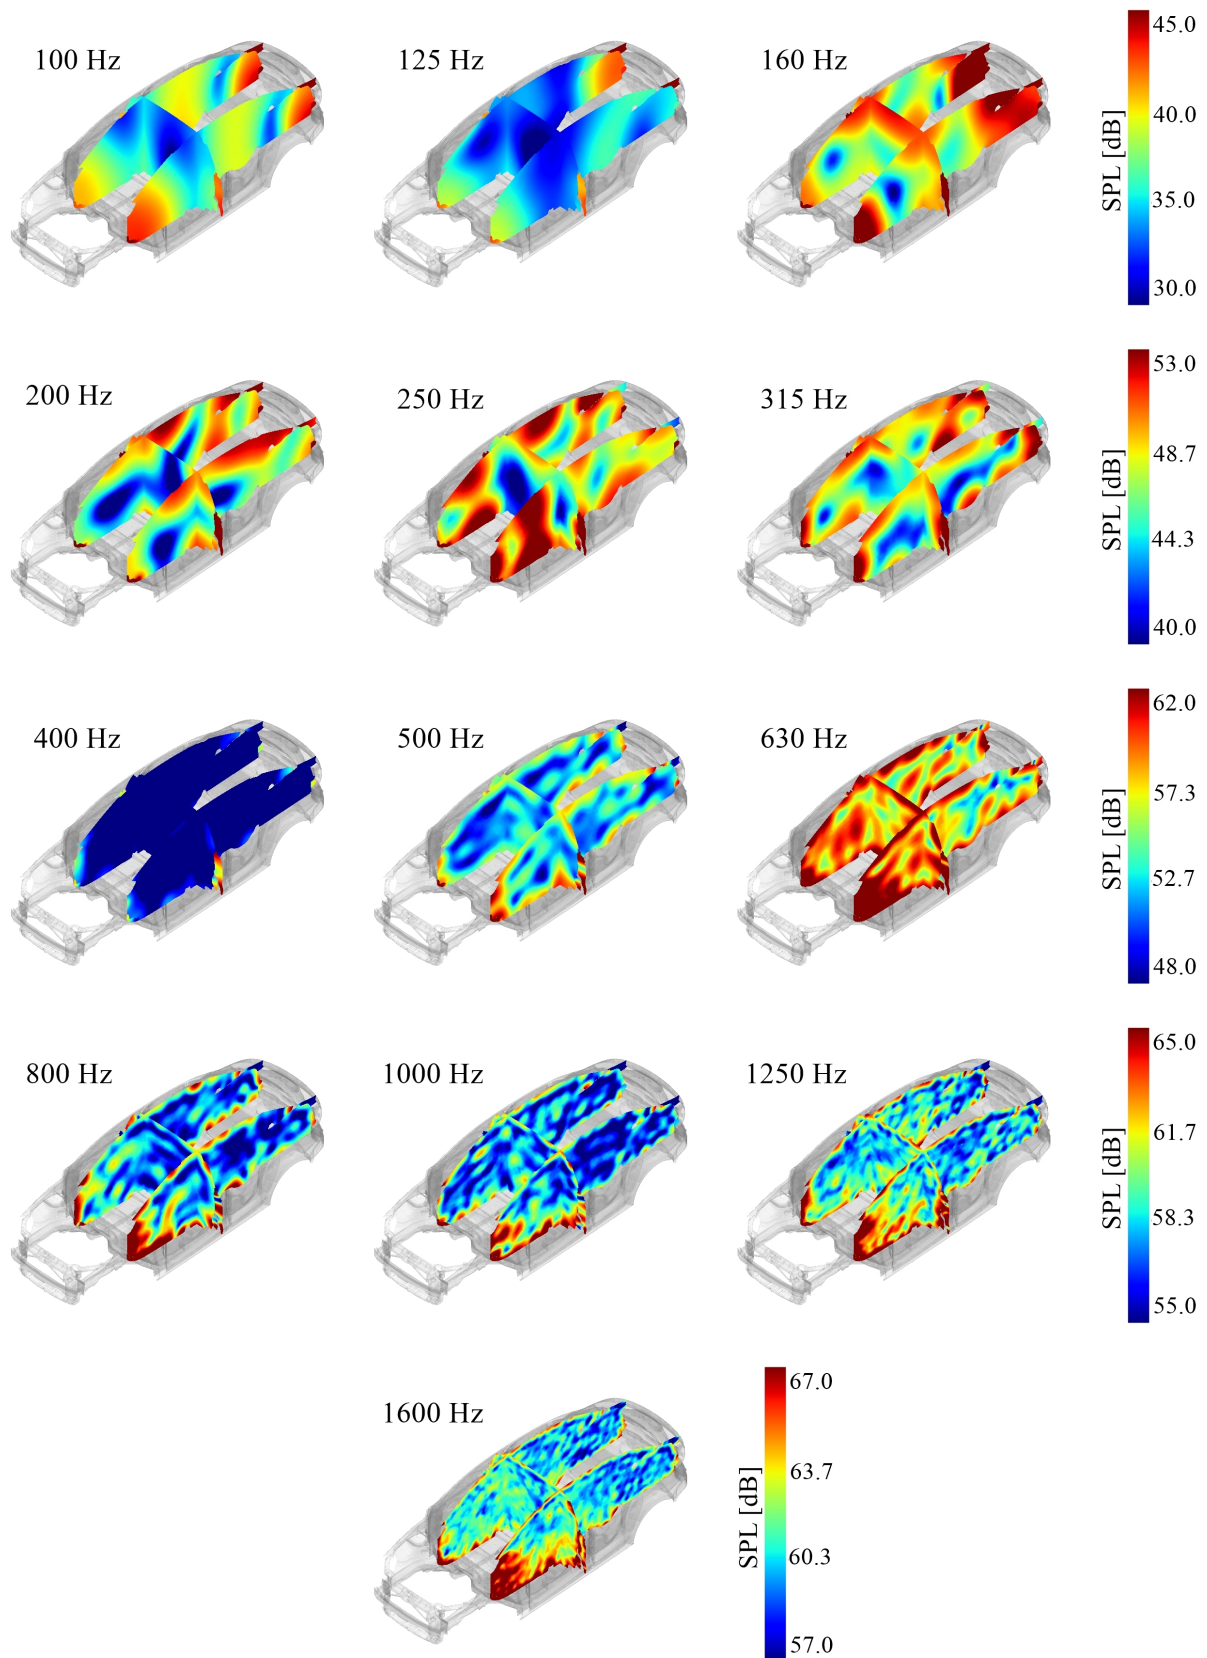 100 Hz
125 Hz
160 Hz
SPL [dB]
45.0
40.0
35.0
30.0
200 Hz
250 Hz
315 Hz
SPL [dB]
53.0
48.7
44.3
40.0
400 Hz
500 Hz
630 Hz
SPL [dB]
62.0
57.3
52.7
48.0
800 Hz
1000 Hz
1250 Hz
SPL [dB]
65.0
61.7
58.3
55.0
1600 Hz
SPL [dB]
67.0
63.7
60.3
57.0